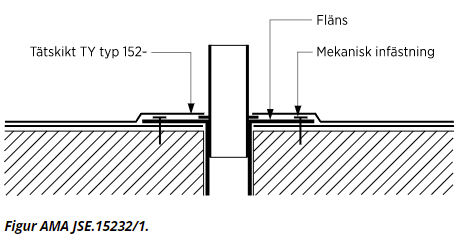 Fläns
Tätskikt TY typ 152-
Mekanisk infästning
Figur AMA JSE.15232/1.